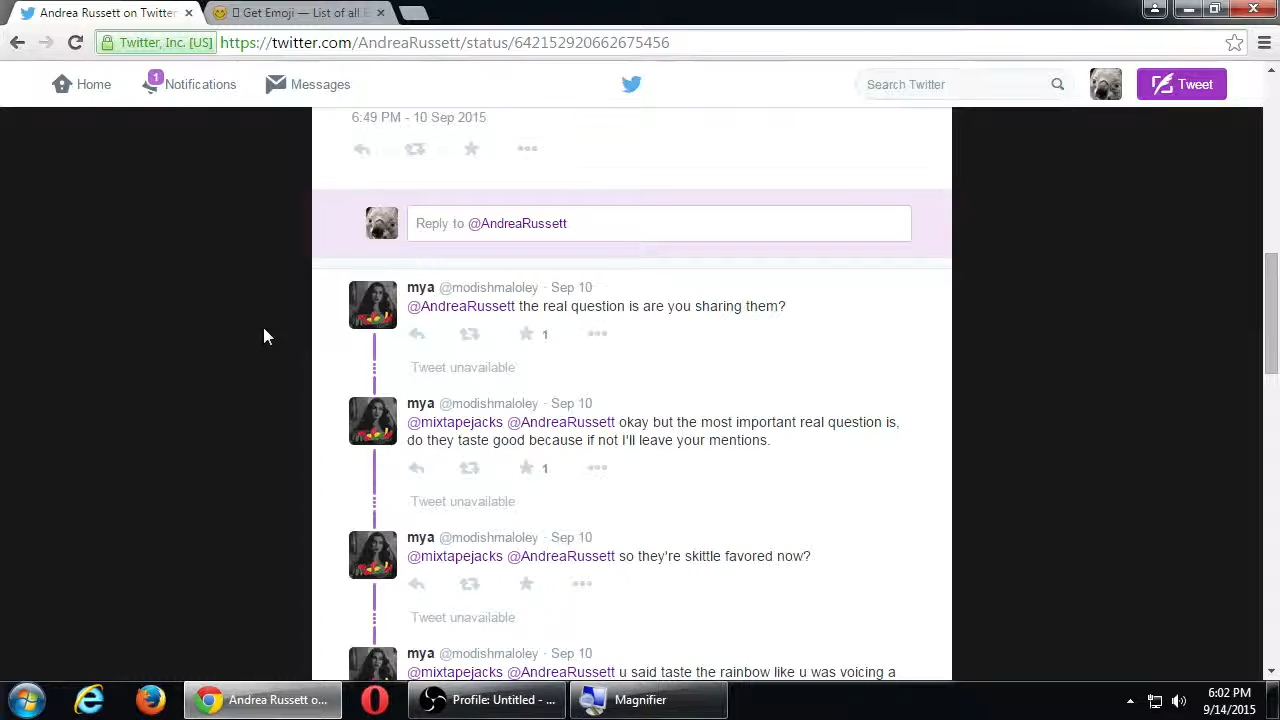 Andrea Russett on Twitter
Get Emoji — List of all E
Twitter, Inc. [US]
https://twitter.com/AndreaRussett/status/642152920662675456
Home
1
Notifications
Messages
Search Twitter
Tweet
6:49 PM - 10 Sep 2015
Reply to @AndreaRussett
mya @modishmaloley · Sep 10
@AndreaRussett the real question is are you sharing them?
1
Tweet unavailable
mya @modishmaloley · Sep 10
@mixtapejacks @AndreaRussett okay but the most important real question is,
do they taste good because if not I'll leave your mentions.
1
Tweet unavailable
mya @modishmaloley · Sep 10
@mixtapejacks @AndreaRussett so they're skittle favored now?
Tweet unavailable
mya @modishmaloley · Sep 10
@mixtapejacks @AndreaRussett u said taste the rainbow like u was voicing a
Andrea Russett o...
Profile: Untitled - ...
Magnifier
6:02 PM
9/14/2015